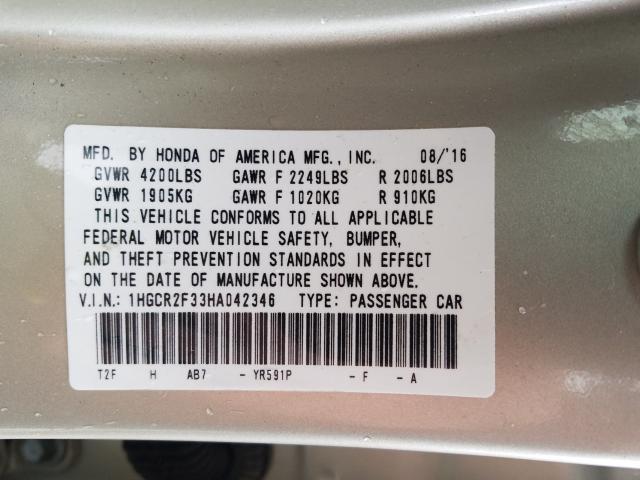 MFD. BY HONDA OF AMERICA MFG., INC. 08/'16
GVWR 4200LBS GAWR F 2249LBS R 2006LBS
GVWR 1905KG GAWR F 1020KG R 910KG
THIS VEHICLE CONFORMS TO ALL APPLICABLE
FEDERAL MOTOR VEHICLE SAFETY, BUMPER,
AND THEFT PREVENTION STANDARDS IN EFFECT
ON THE DATE OF MANUFACTURE SHOWN ABOVE.
V.I.N.: 1HGCR2F33HA042346 TYPE: PASSENGER CAR
T2F H AB7 - YR591P - F - A